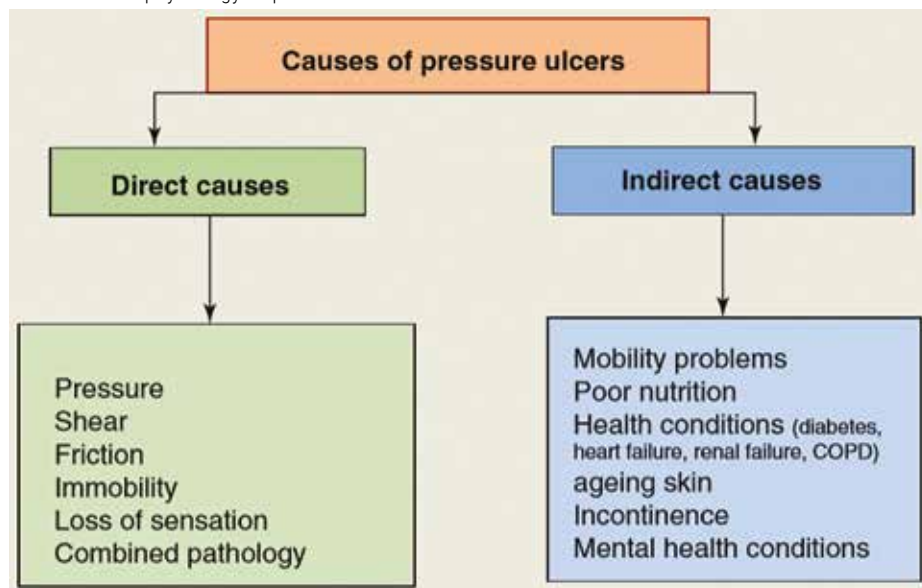 Causes of pressure ulcers
Direct causes
Indirect causes
Pressure
Shear
Friction
Immobility
Loss of sensation
Combined pathology
Mobility problems
Poor nutrition
Health conditions (diabetes,
heart failure, renal failure, COPD)
ageing skin
Incontinence
Mental health conditions